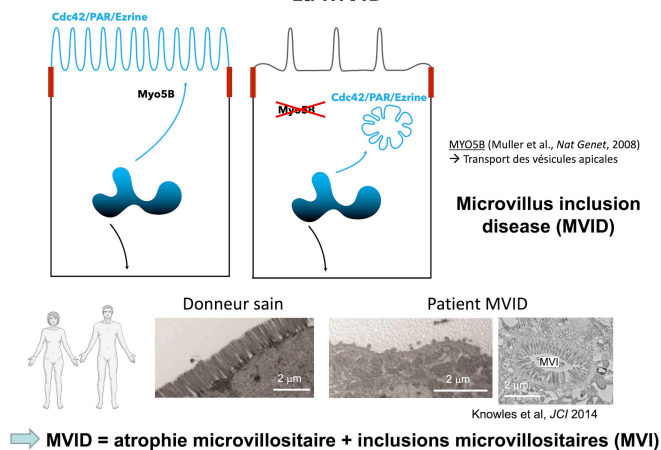 Cdc42/PAR/Ezrine
Myo5B
Myo5B
Cdc42/PAR/Ezrine
MYO5B (Muller et al., Nat Genet, 2008)
→ Transport des vésicules apicales
Microvillus inclusion
disease (MVID)
Donneur sain
Patient MVID
2 μm
2 μm
MVI
2 μm
Knowles et al, JCI 2014
MVID = atrophie microvillositaire + inclusions microvillositaires (MVI)